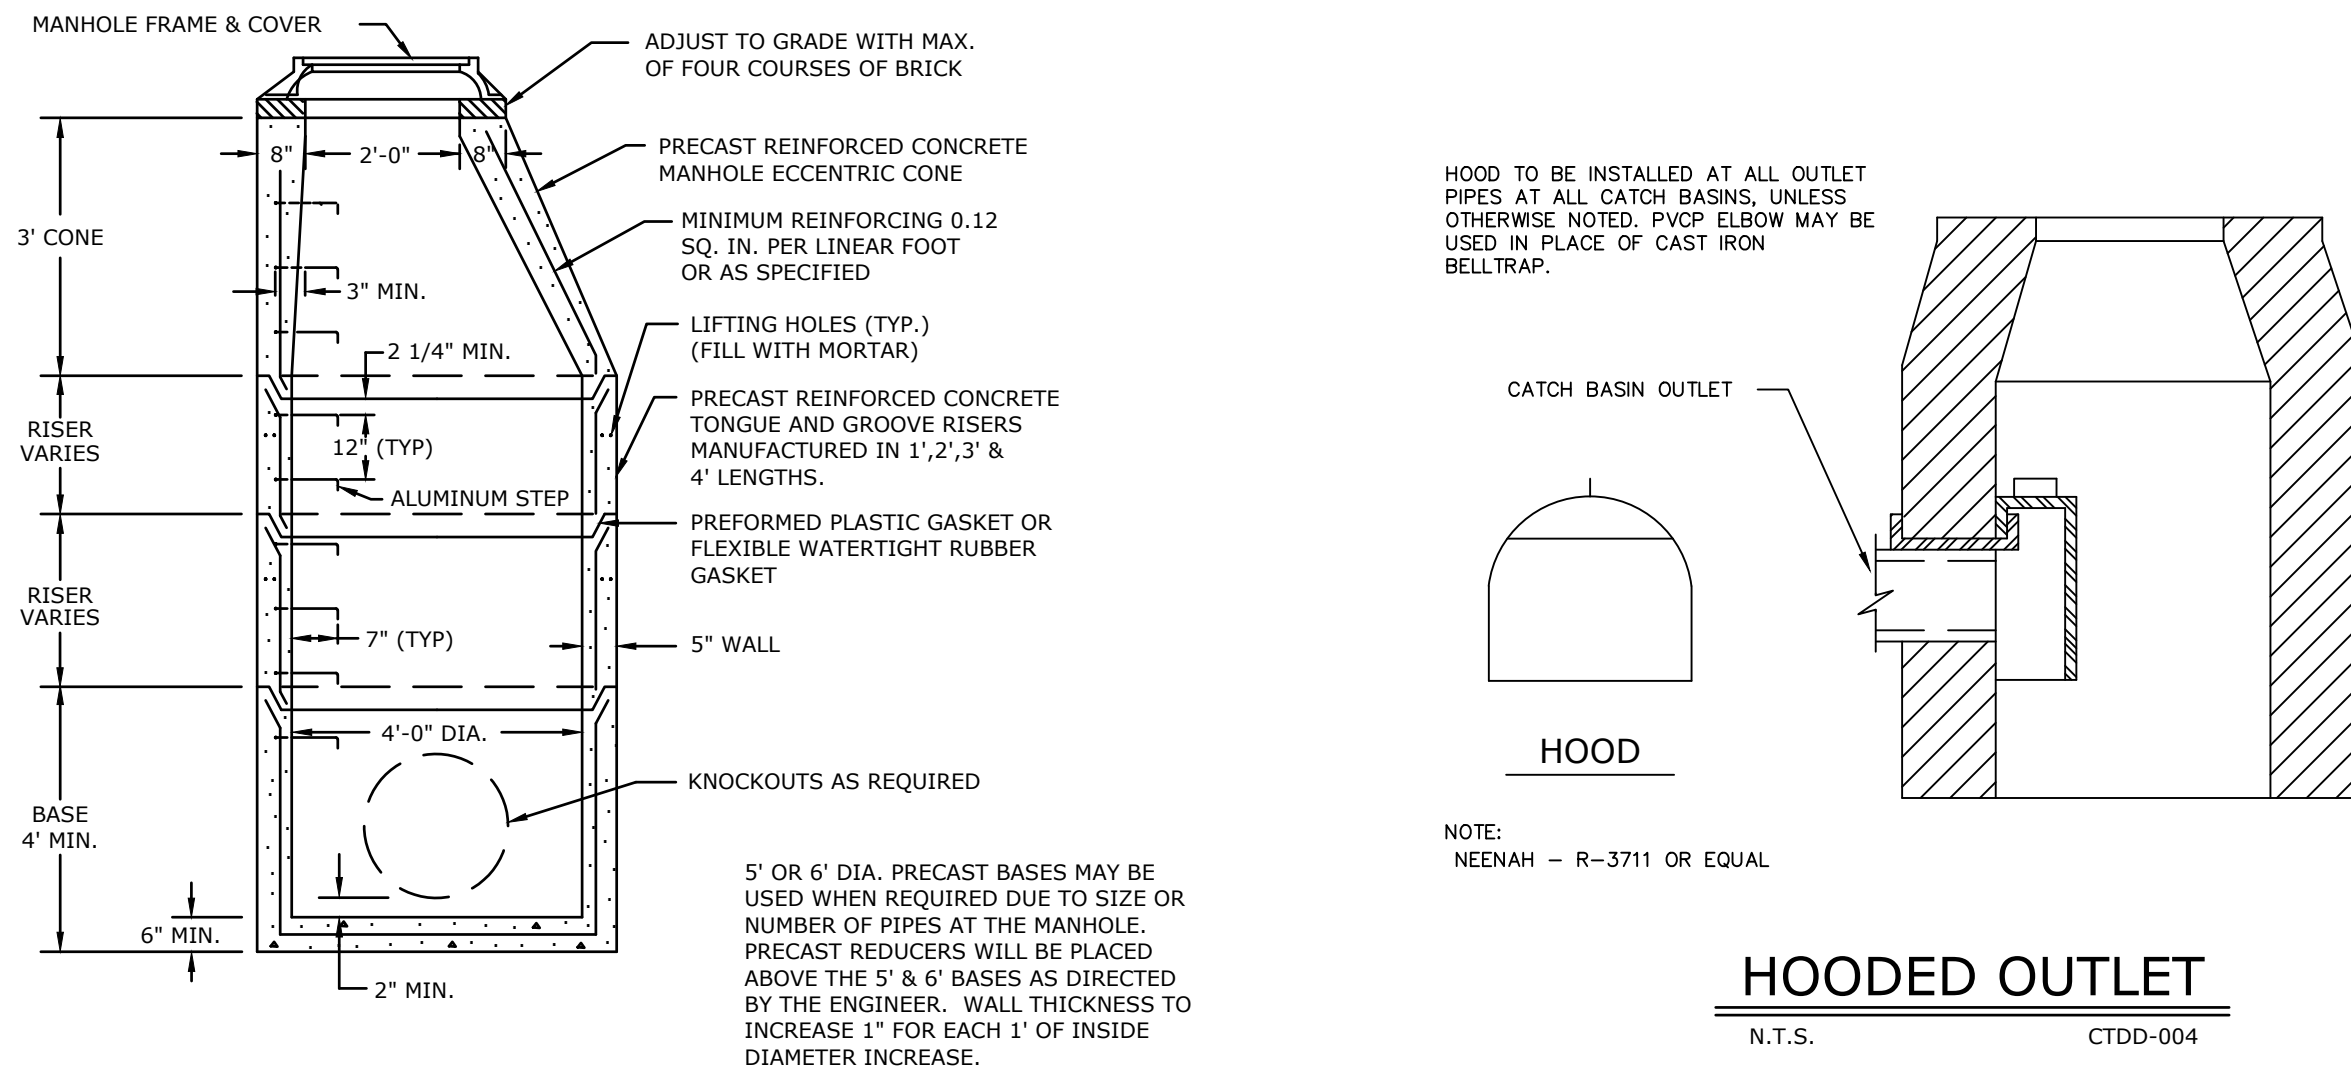 MANHOLE FRAME & COVER
ADJUST TO GRADE WITH MAX.
OF FOUR COURSES OF BRICK
8"
2'-0"
8"
PRECAST REINFORCED CONCRETE
MANHOLE ECCENTRIC CONE
3' CONE
MINIMUM REINFORCING 0.12
SQ. IN. PER LINEAR FOOT
OR AS SPECIFIED
3" MIN.
LIFTING HOLES (TYP.)
(FILL WITH MORTAR)
2 1/4" MIN.
PRECAST REINFORCED CONCRETE
TONGUE AND GROOVE RISERS
MANUFACTURED IN 1',2',3' &
4' LENGTHS.
RISER
VARIES
12" (TYP)
ALUMINUM STEP
PREFORMED PLASTIC GASKET OR
FLEXIBLE WATERTIGHT RUBBER
GASKET
RISER
VARIES
7" (TYP)
5" WALL
4'-0" DIA.
KNOCKOUTS AS REQUIRED
BASE
4' MIN.
6" MIN.
2" MIN.
5' OR 6' DIA. PRECAST BASES MAY BE
USED WHEN REQUIRED DUE TO SIZE OR
NUMBER OF PIPES AT THE MANHOLE.
PRECAST REDUCERS WILL BE PLACED
ABOVE THE 5' & 6' BASES AS DIRECTED
BY THE ENGINEER.  WALL THICKNESS TO
INCREASE 1" FOR EACH 1' OF INSIDE
DIAMETER INCREASE.
HOOD TO BE INSTALLED AT ALL OUTLET
PIPES AT ALL CATCH BASINS, UNLESS
OTHERWISE NOTED. PVCP ELBOW MAY BE
USED IN PLACE OF CAST IRON
BELLTRAP.
CATCH BASIN OUTLET
HOOD
NOTE:
NEENAH – R–3711 OR EQUAL
HOODED OUTLET
N.T.S.
CTDD-004